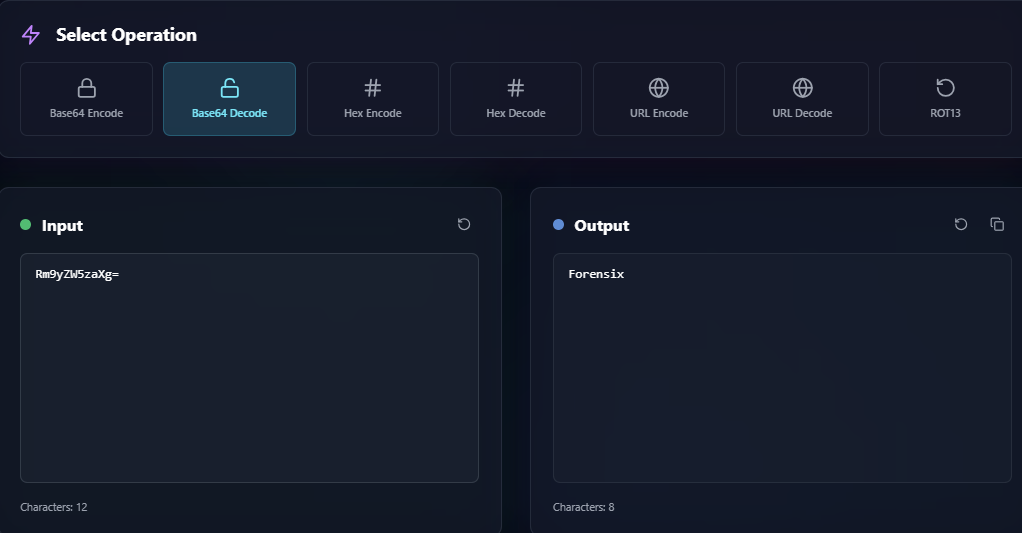 Select Operation
Base64 Encode
Base64 Decode
Hex Encode
Hex Decode
URL Encode
URL Decode
ROT13
Input
Rm9yZW5zaXg=
Characters: 12
Output
Forensix
Characters: 8